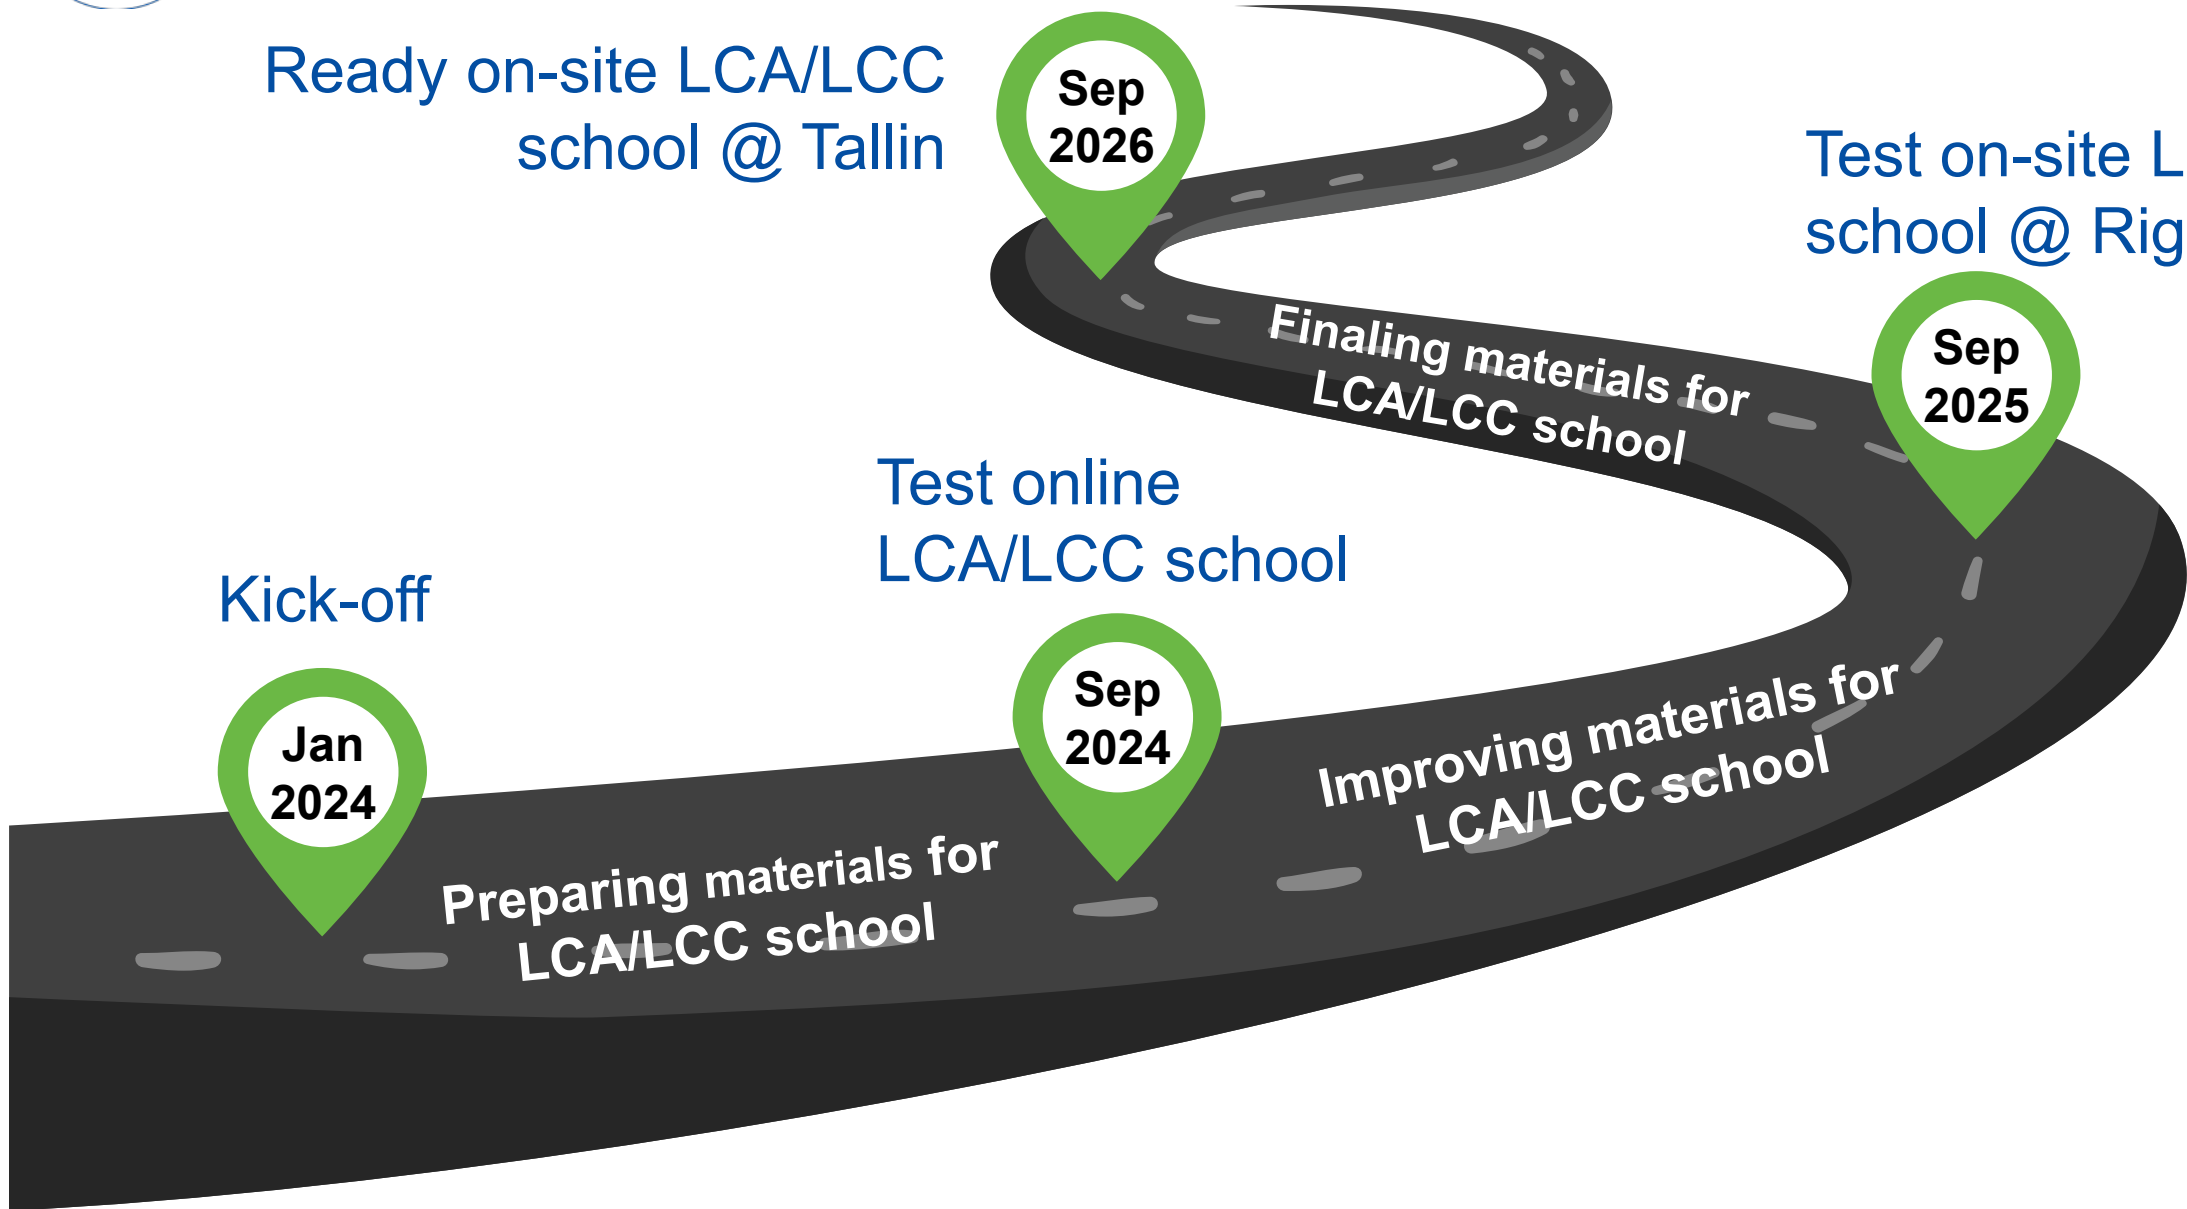 Ready on-site LCA/LCC
school @ Tallin
Sep
2026
Test on-site L
school @ Rig
Sep
2025
Finaling materials for
LCA/LCC school
Test online
LCA/LCC school
Sep
2024
Kick-off
Jan
2024
Improving materials for
LCA/LCC school
Preparing materials for
LCA/LCC school